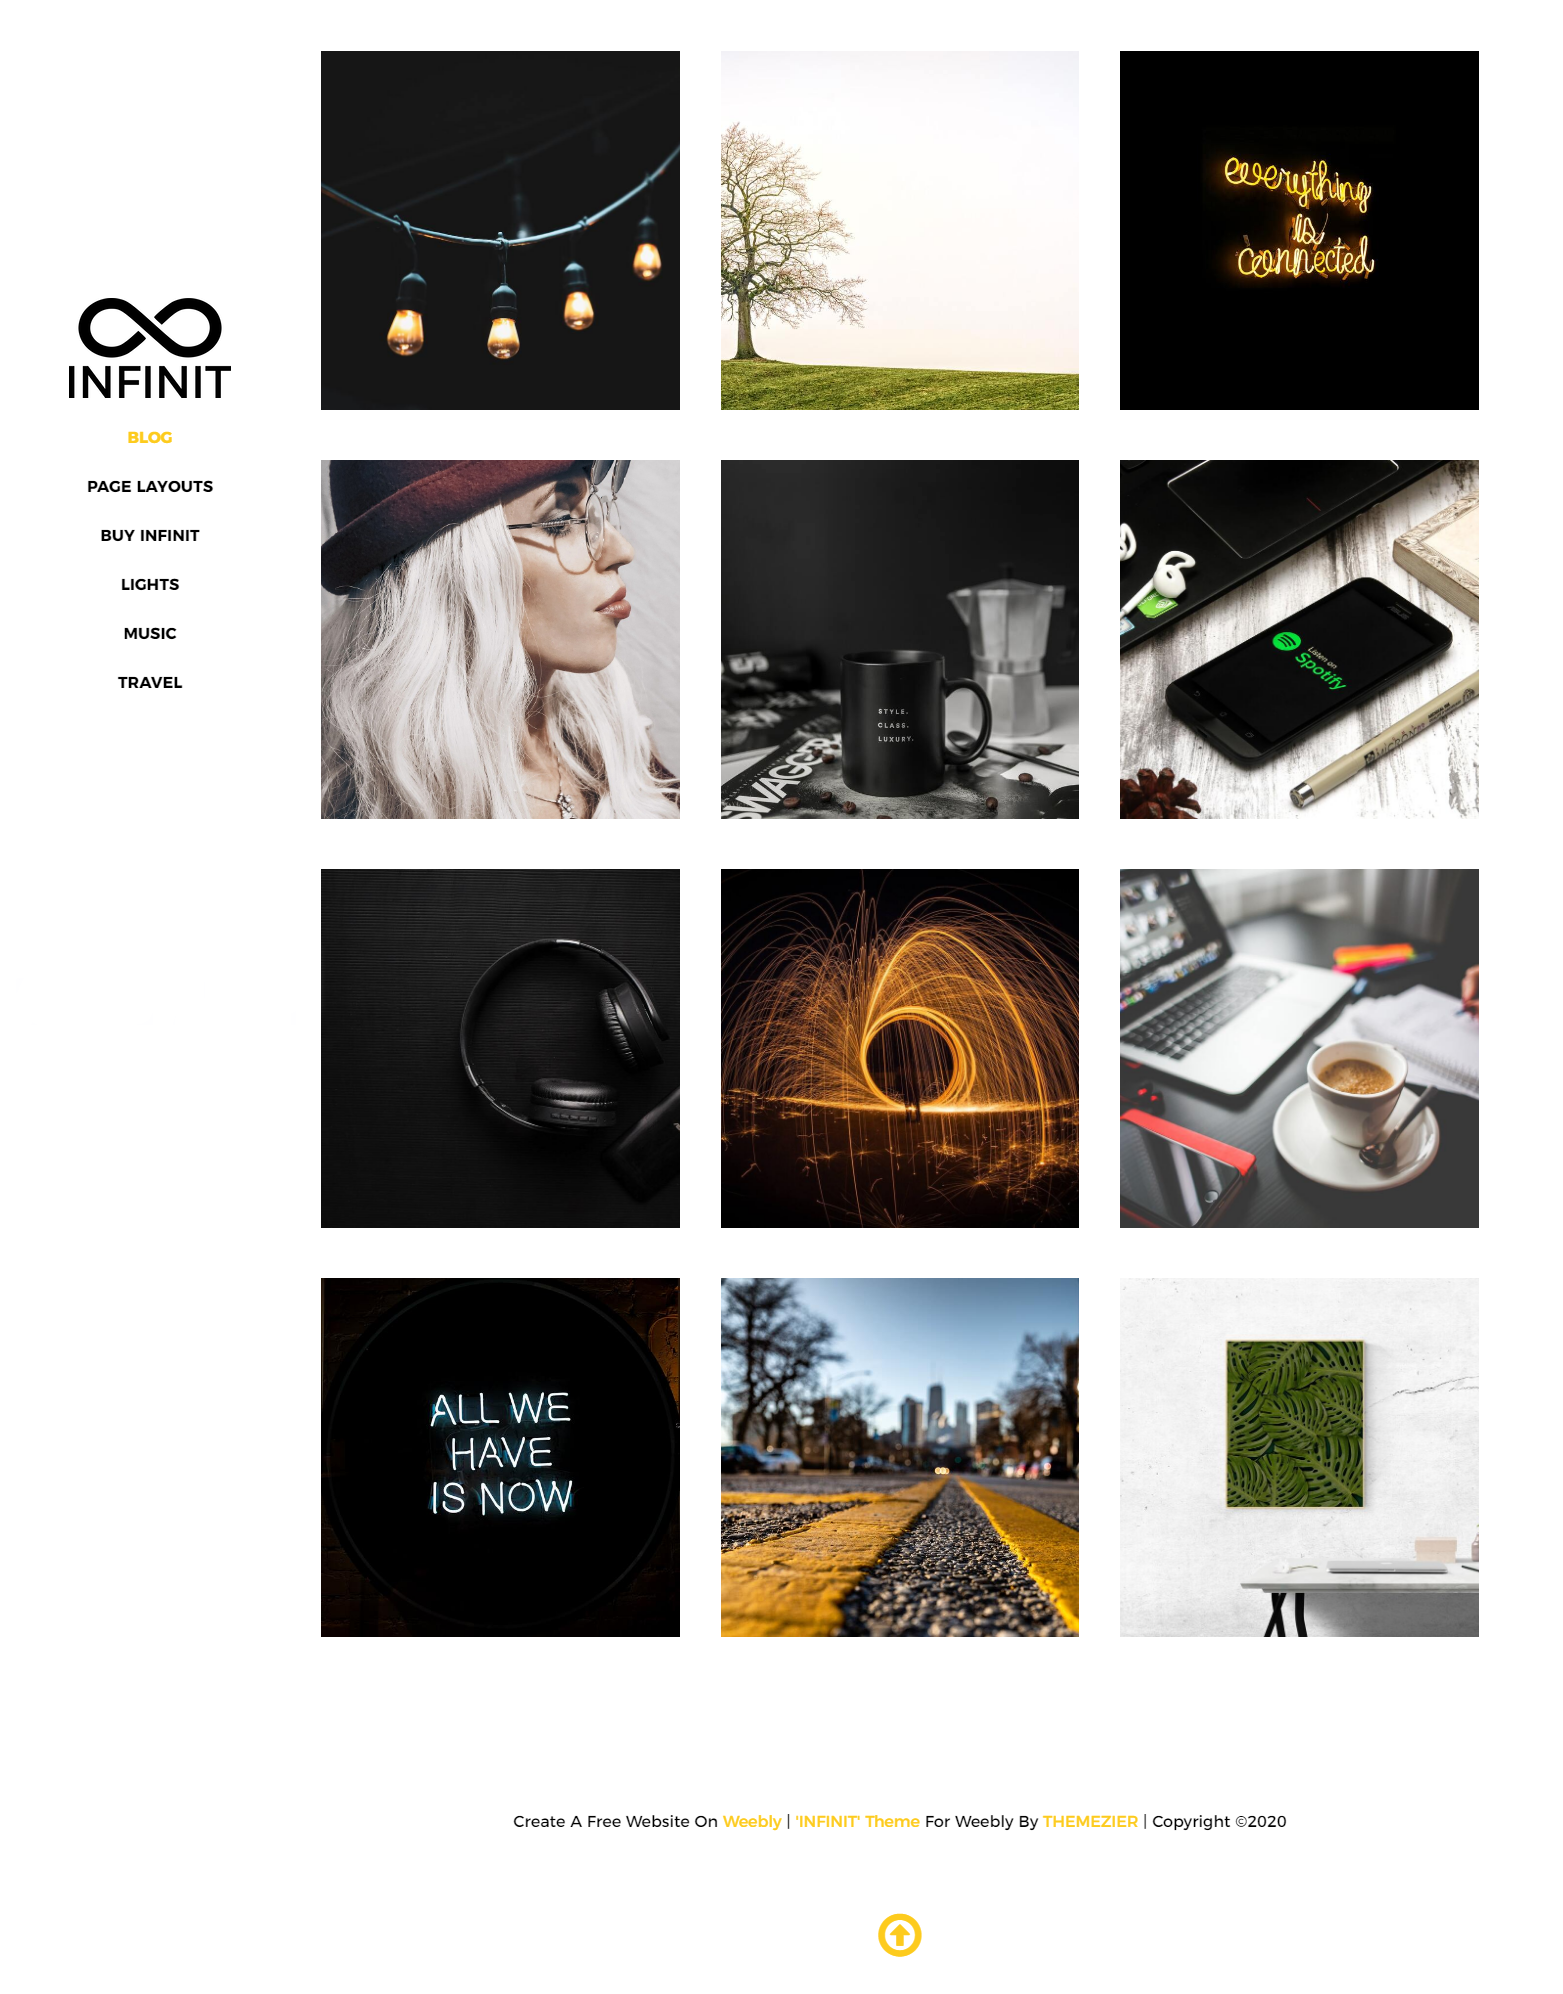 INFINIT
BLOG
PAGE LAYOUTS
BUY INFINIT
LIGHTS
MUSIC
TRAVEL
everything
is
connected
STYLE.
CLASS.
LUXURY.
SWAGGER
Listen on
Spotify
ALL WE
HAVE
IS NOW
Create A Free Website On Weebly | 'INFINIT' Theme For Weebly By THEMEZIER | Copyright ©2020